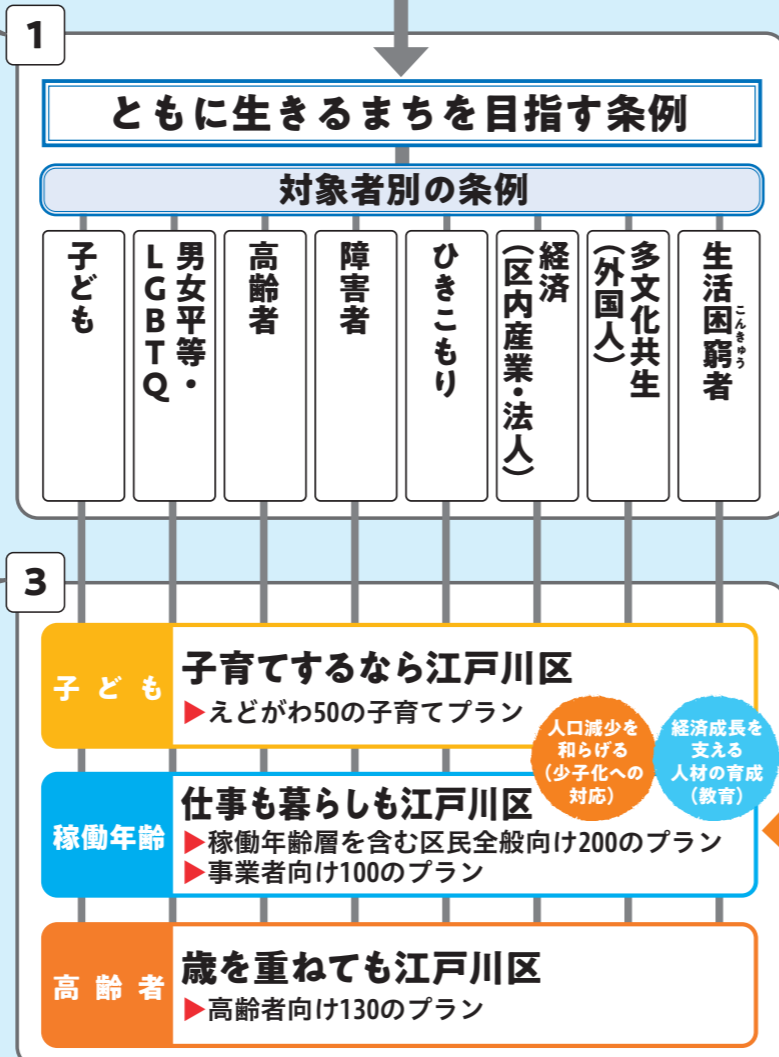 1
ともに生きるまちを目指す条例
対象者別の条例
子ども
男女平等・
LGBTQ
高齢者
障害者
ひきこもり
経済
（区内産業・法人）
多文化共生
（外国人）
生活困窮者
こんきゅう
3
子ども
子育てするなら江戸川区
▶えどがわ50の子育てプラン
人口減少を
和らげる
（少子化への
対応）
経済成長を
支える
人材の育成
（教育）
稼働年齢
仕事も暮らしも江戸川区
▶稼働年齢層を含む区民全般向け200のプラン
▶事業者向け100のプラン
高齢者
歳を重ねても江戸川区
▶高齢者向け130のプラン